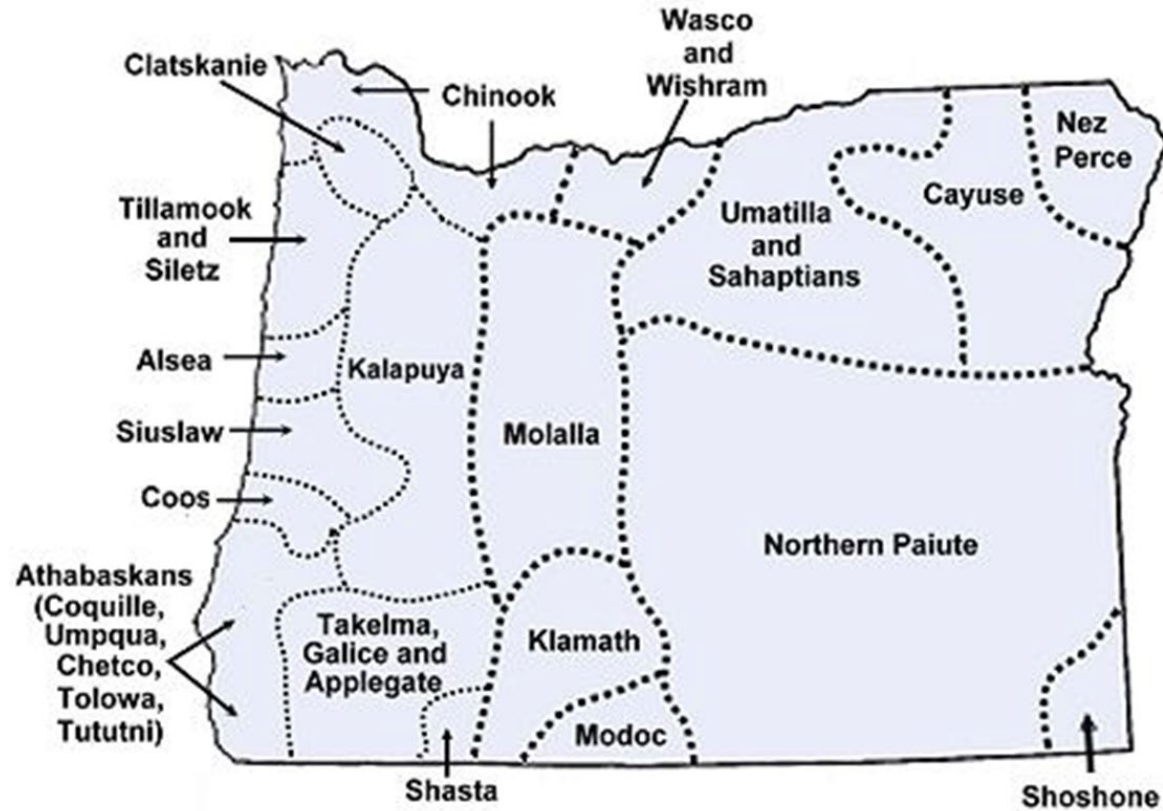 Wasco
and
Wishram
Clatskanie
Chinook
Nez
Perce
Cayuse
Tillamook
and
Siletz
Umatilla
and
Sahaptians
Alsea
Kalapuya
Siuslaw
Molalla
Coos
Northern Paiute
Athabaskans
(Coquille,
Umpqua,
Chetco,
Tolowa,
Tututni)
Takelma,
Galice and
Applegate
Klamath
Modoc
Shasta
Shoshone